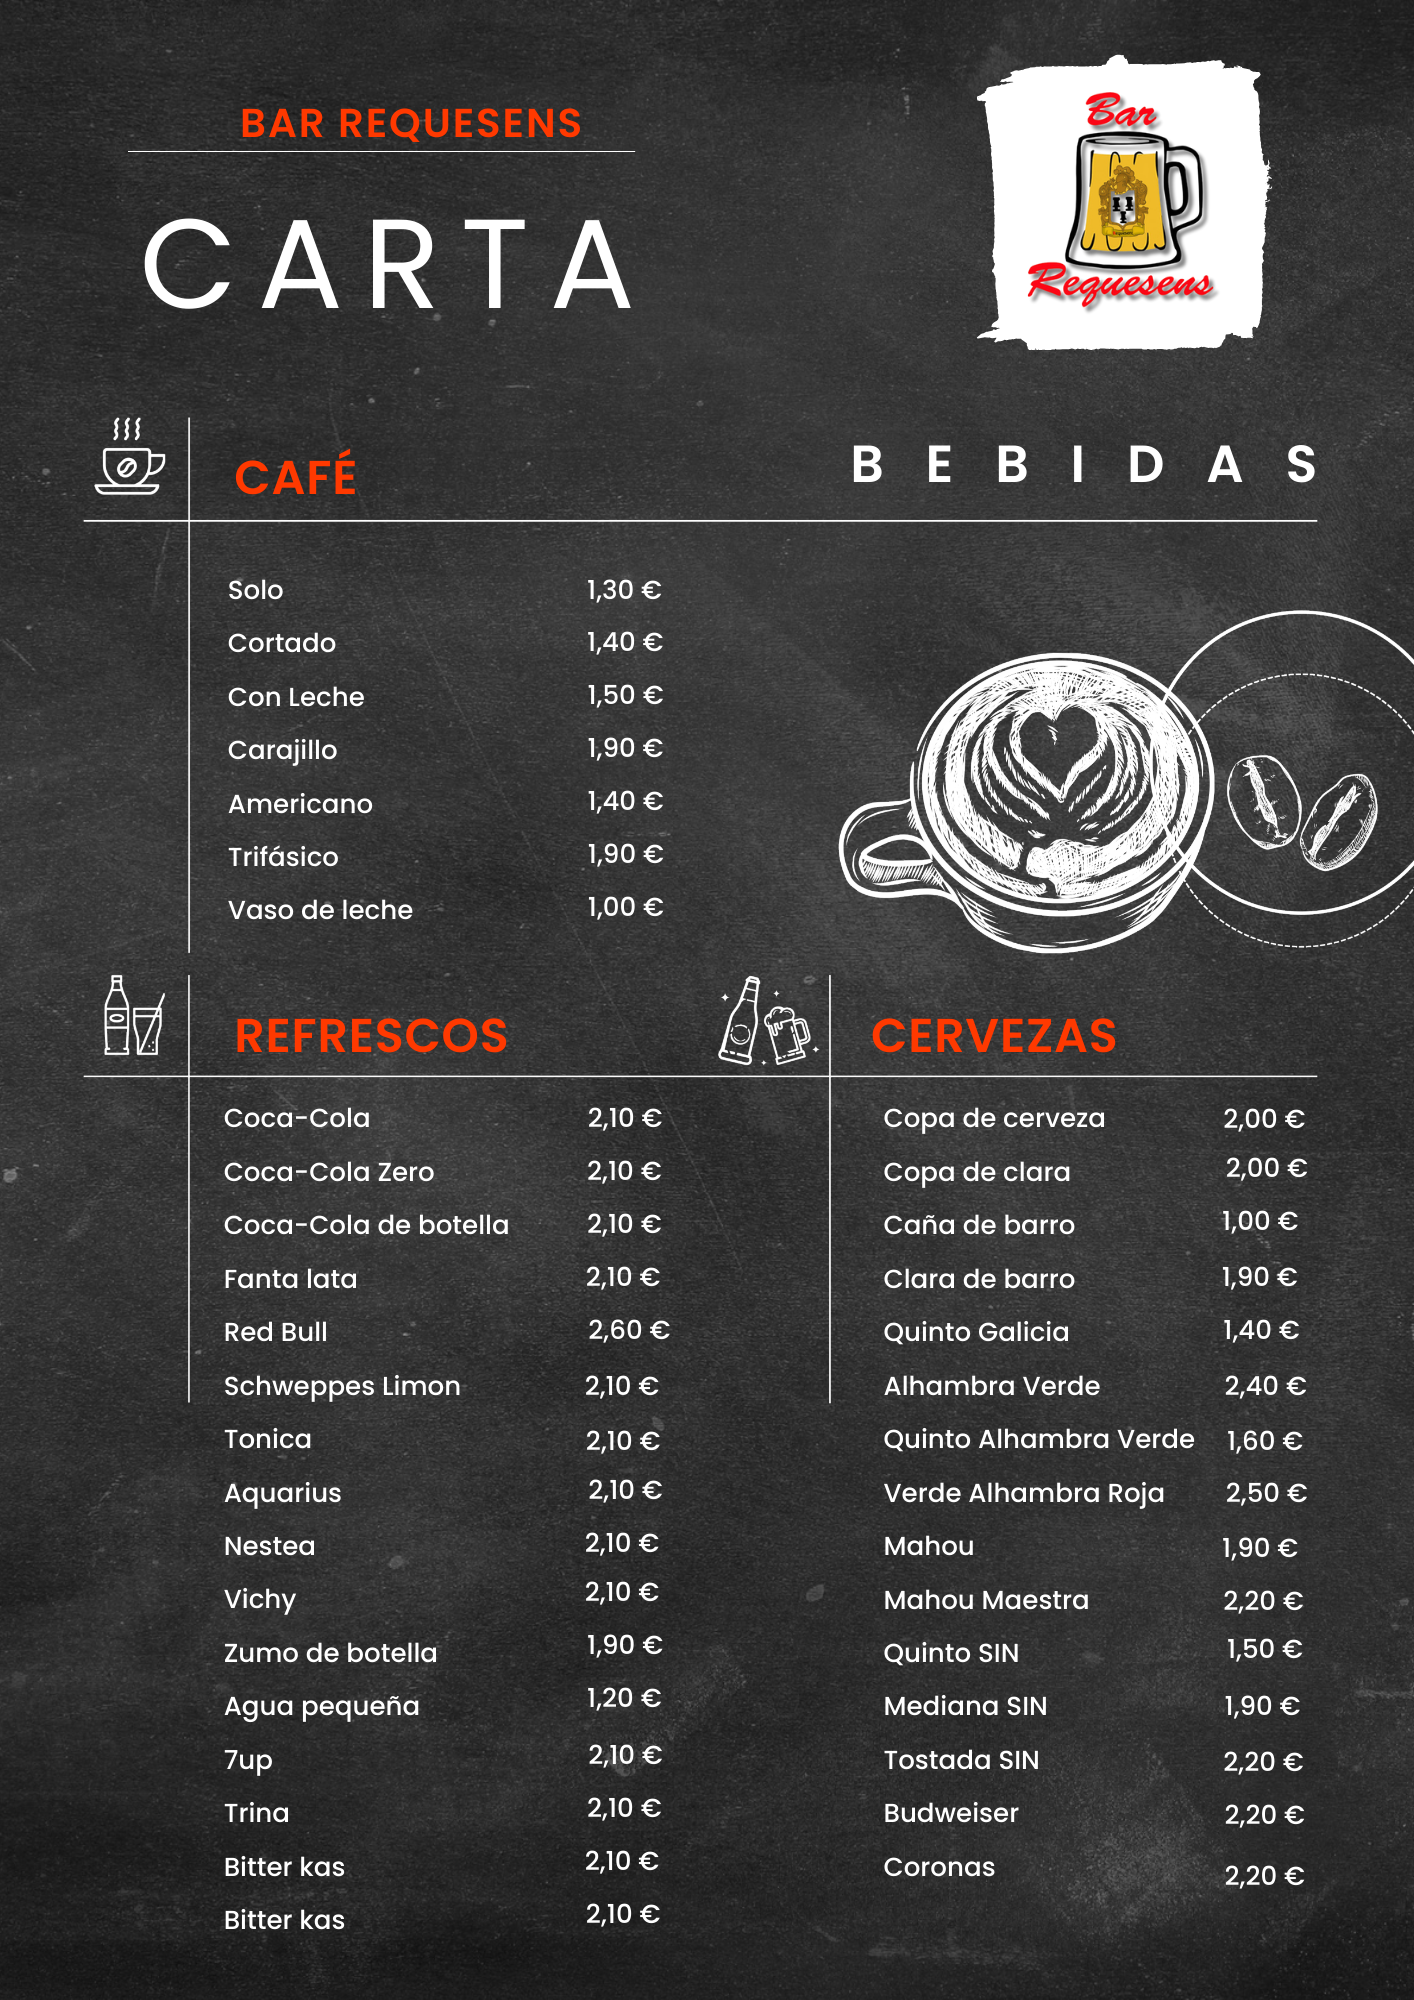 BAR REQUESENS
CARTA
Bar
Requesens
CAFÉ
BEBIDAS
Solo 1,30 €
Cortado 1,40 €
Con Leche 1,50 €
Carajillo 1,90 €
Americano 1,40 €
Trifásico 1,90 €
Vaso de leche 1,00 €
REFRESCOS
Coca-Cola 2,10 €
Coca-Cola Zero 2,10 €
Coca-Cola de botella 2,10 €
Fanta lata 2,10 €
Red Bull 2,60 €
Schweppes Limon 2,10 €
Tonica 2,10 €
Aquarius 2,10 €
Nestea 2,10 €
Vichy 2,10 €
Zumo de botella 1,90 €
Agua pequeña 1,20 €
7up 2,10 €
Trina 2,10 €
Bitter kas 2,10 €
Bitter kas 2,10 €
CERVEZAS
Copa de cerveza 2,00 €
Copa de clara 2,00 €
Caña de barro 1,00 €
Clara de barro 1,90 €
Quinto Galicia 1,40 €
Alhambra Verde 2,40 €
Quinto Alhambra Verde 1,60 €
Verde Alhambra Roja 2,50 €
Mahou 1,90 €
Mahou Maestra 2,20 €
Quinto SIN 1,50 €
Mediana SIN 1,90 €
Tostada SIN 2,20 €
Budweiser 2,20 €
Coronas 2,20 €